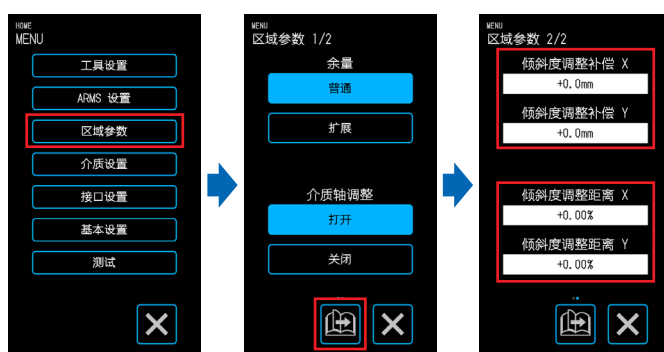 HOME
MENU
工具设置
ARMS 设置
区域参数
介质设置
接口设置
基本设置
测试
MENU
区域参数 1/2
余量
普通
扩展
介质轴调整
打开
关闭
MENU
区域参数 2/2
倾斜度调整补偿 X
+0.0mm
倾斜度调整补偿 Y
+0.0mm
倾斜度调整距离 X
+0.00%
倾斜度调整距离 Y
+0.00%